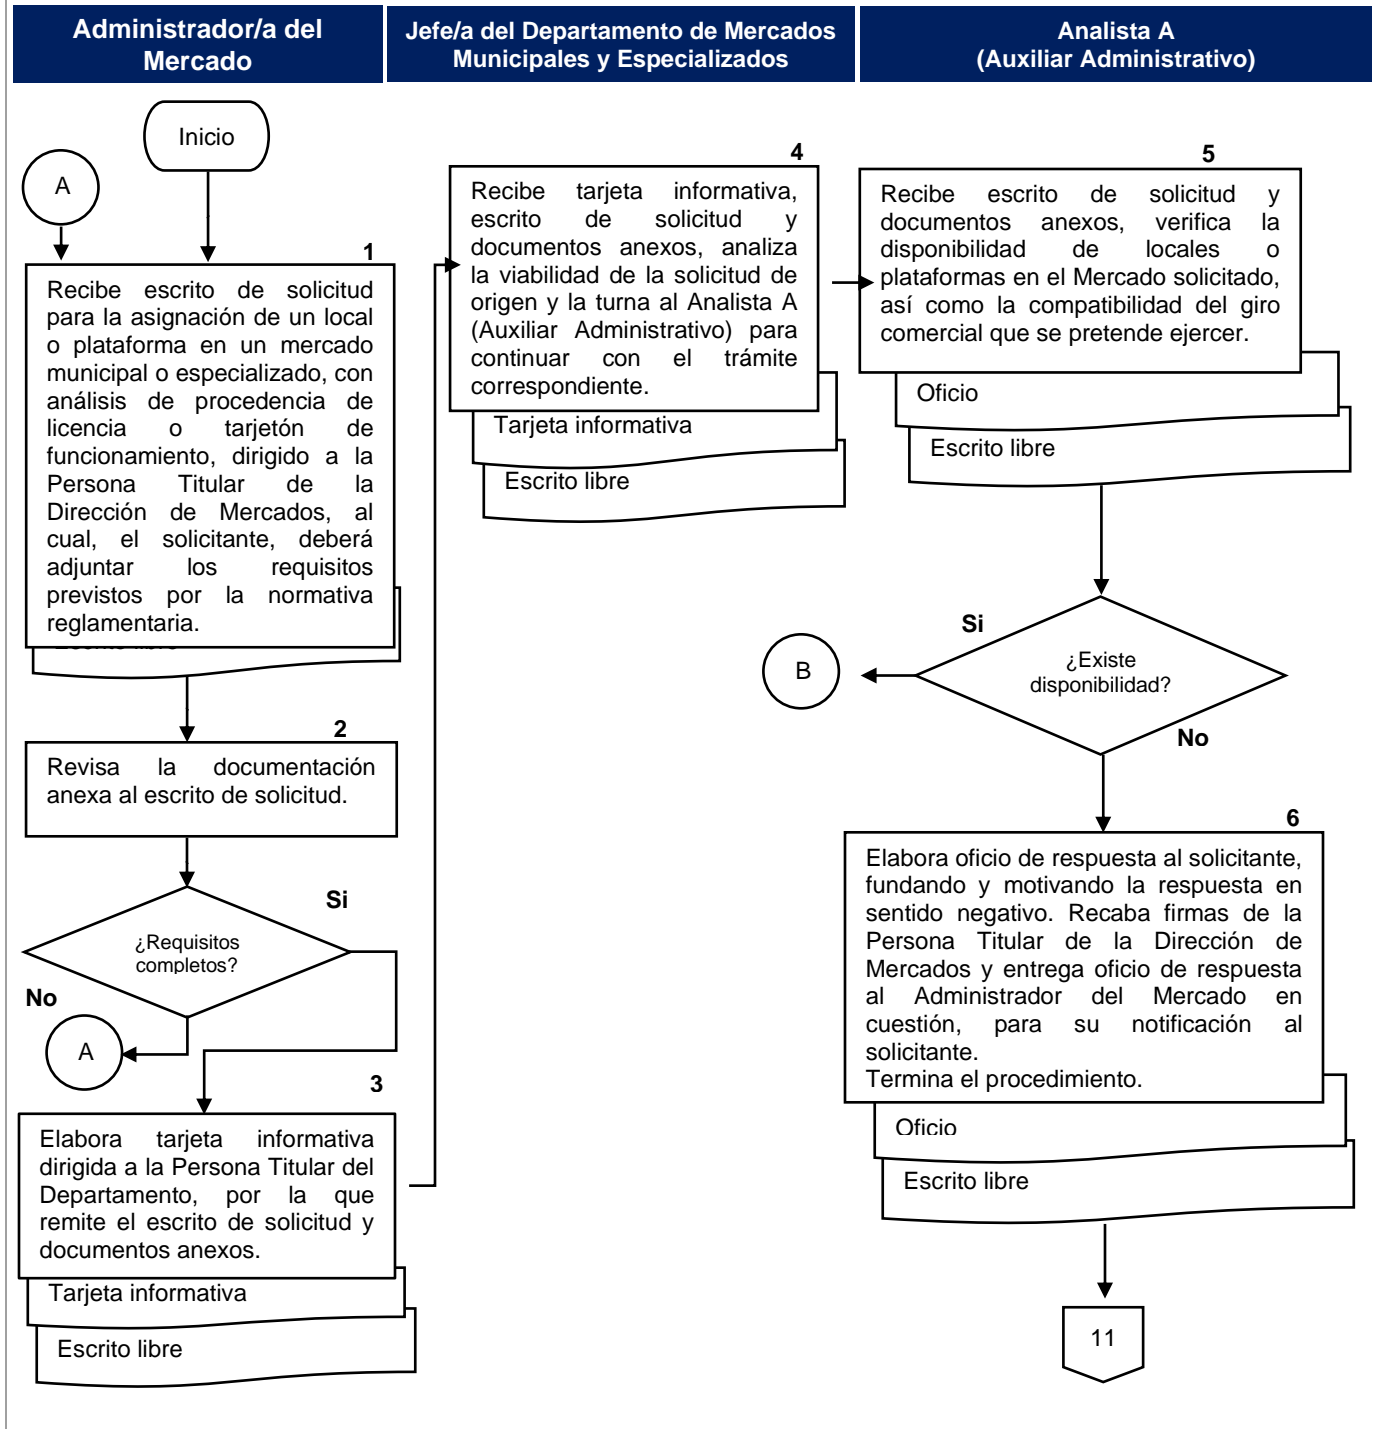 Administrador/a del
Mercado
Jefe/a del Departamento de Mercados
Municipales y Especializados
Analista A
(Auxiliar Administrativo)
Inicio
A
1
Recibe escrito de solicitud
para la asignación de un local
o plataforma en un mercado
municipal o especializado, con
análisis de procedencia de
licencia o tarjetón de
funcionamiento, dirigido a la
Persona Titular de la
Dirección de Mercados, al
cual, el solicitante, deberá
adjuntar los requisitos
previstos por la normativa
reglamentaria.
Escrito libre
2
Revisa la documentación
anexa al escrito de solicitud.
Si
¿Requisitos
completos?
No
A
3
Elabora tarjeta informativa
dirigida a la Persona Titular del
Departamento, por la que
remite el escrito de solicitud y
documentos anexos.
Tarjeta informativa
Escrito libre
4
Recibe tarjeta informativa,
escrito de solicitud y
documentos anexos, analiza
la viabilidad de la solicitud de
origen y la turna al Analista A
(Auxiliar Administrativo) para
continuar con el trámite
correspondiente.
Tarjeta informativa
Escrito libre
5
Recibe escrito de solicitud y
documentos anexos, verifica la
disponibilidad de locales o
plataformas en el Mercado solicitado,
así como la compatibilidad del giro
comercial que se pretende ejercer.
Oficio
Escrito libre
Si
¿Existe
disponibilidad?
B
No
6
Elabora oficio de respuesta al solicitante,
fundando y motivando la respuesta en
sentido negativo. Recaba firmas de la
Persona Titular de la Dirección de
Mercados y entrega oficio de respuesta
al Administrador del Mercado en
cuestión, para su notificación al
solicitante.
Termina el procedimiento.
Oficio
Escrito libre
11